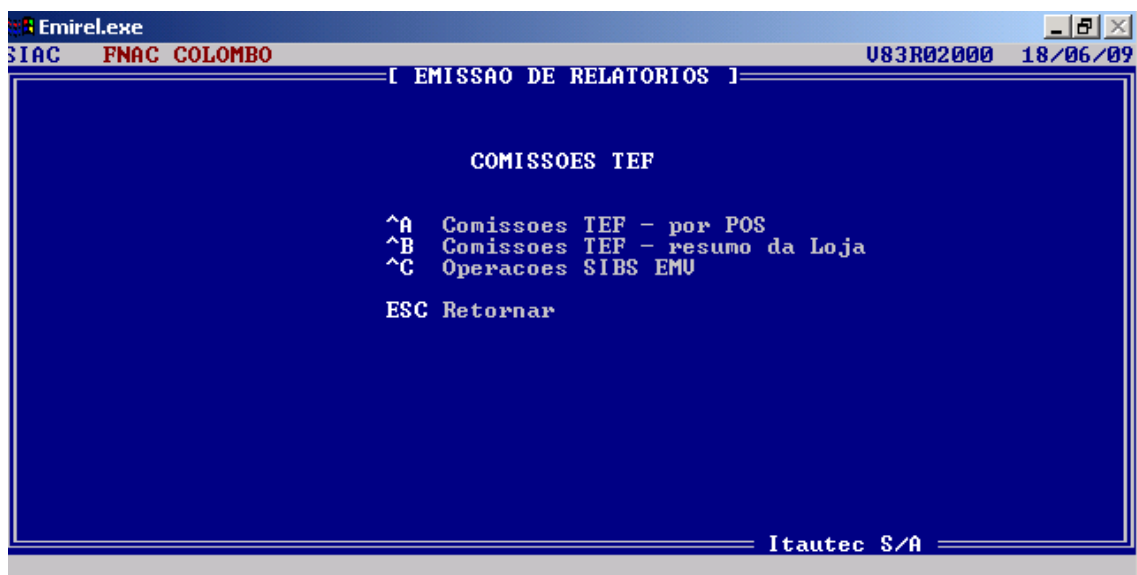 Emirel.exe
SIAC FNAC COLOMBO V83R02000 18/06/09
[ EMISSAO DE RELATORIOS ]
COMISSOES TEF
^A Comissoes TEF - por POS
^B Comissoes TEF - resumo da Loja
^C Operacoes SIBS EMV
ESC Retornar
Itautec S/A